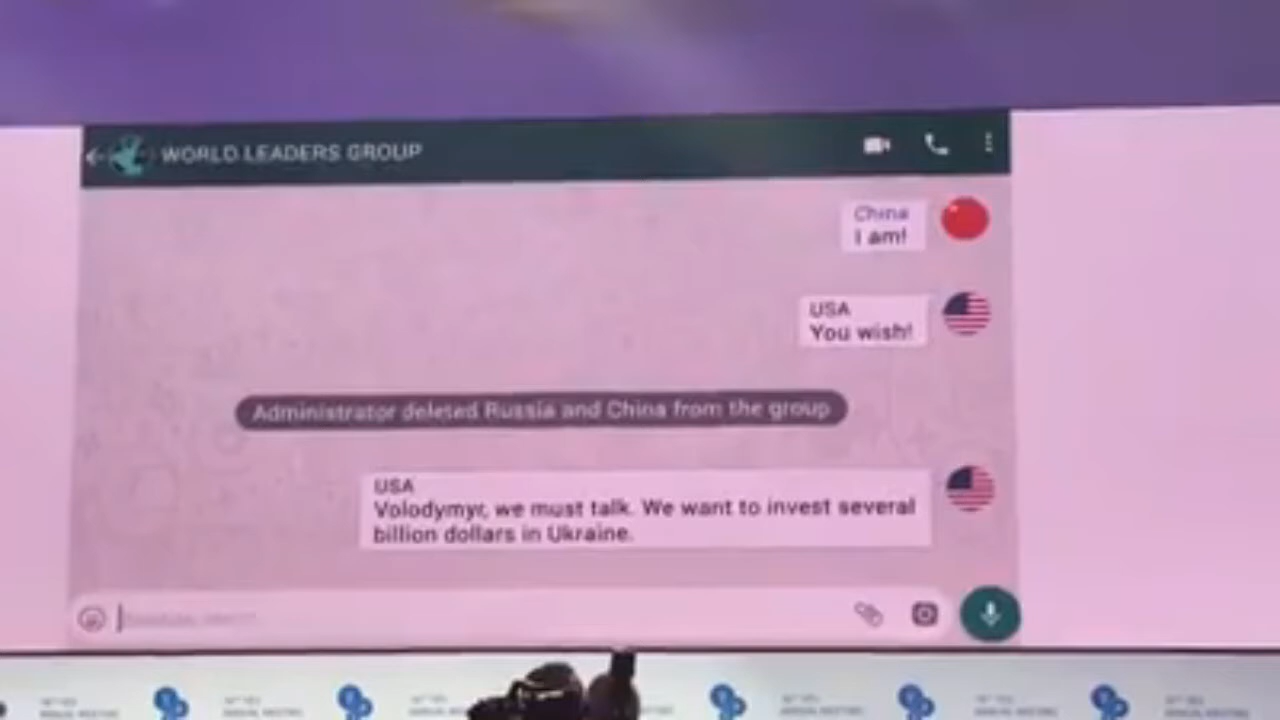 WORLD LEADERS GROUP
China
I am!
USA
You wish!
Administrator deleted Russia and China from the group
USA
Volodymyr, we must talk. We want to invest several
billion dollars in Ukraine.